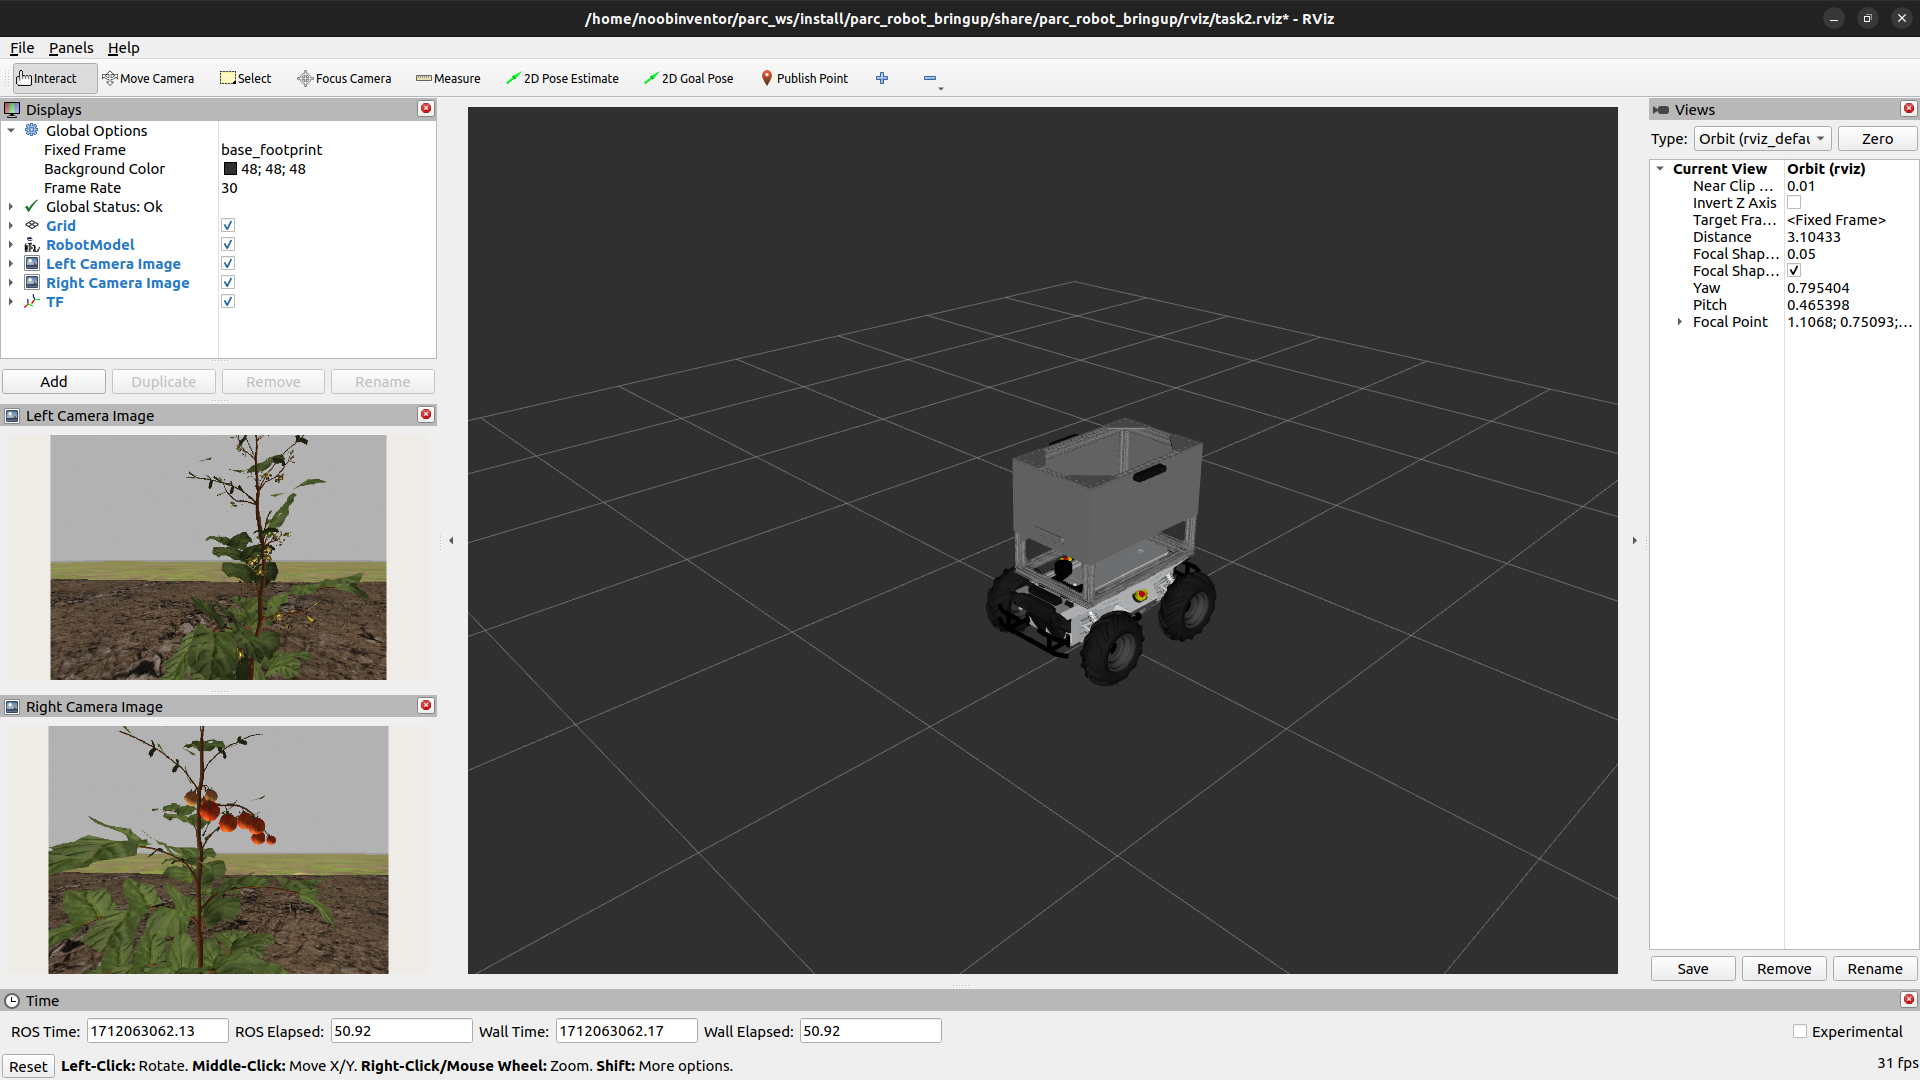 /home/noobinventor/parc_ws/install/parc_robot_bringup/share/parc_robot_bringup/rviz/task2.rviz* - RViz
File Panels Help
Interact Move Camera Select Focus Camera Measure 2D Pose Estimate 2D Goal Pose Publish Point
Displays
Global Options
Fixed Frame base_footprint
Background Color 48; 48; 48
Frame Rate 30
Global Status: Ok
Grid
RobotModel
Left Camera Image
Right Camera Image
TF
Add Duplicate Remove Rename
Left Camera Image
Right Camera Image
Views
Type: Orbit (rviz_defau Zero
Current View Orbit (rviz)
Near Clip ... 0.01
Invert Z Axis
Target Fra... <Fixed Frame>
Distance 3.10433
Focal Shap... 0.05
Focal Shap...
Yaw 0.795404
Pitch 0.465398
Focal Point 1.1068; 0.75093;...
Save Remove Rename
Time
ROS Time: 1712063062.13 ROS Elapsed: 50.92 Wall Time: 1712063062.17 Wall Elapsed: 50.92 Experimental
Reset Left-Click: Rotate. Middle-Click: Move X/Y. Right-Click/Mouse Wheel: Zoom. Shift: More options. 31 fps